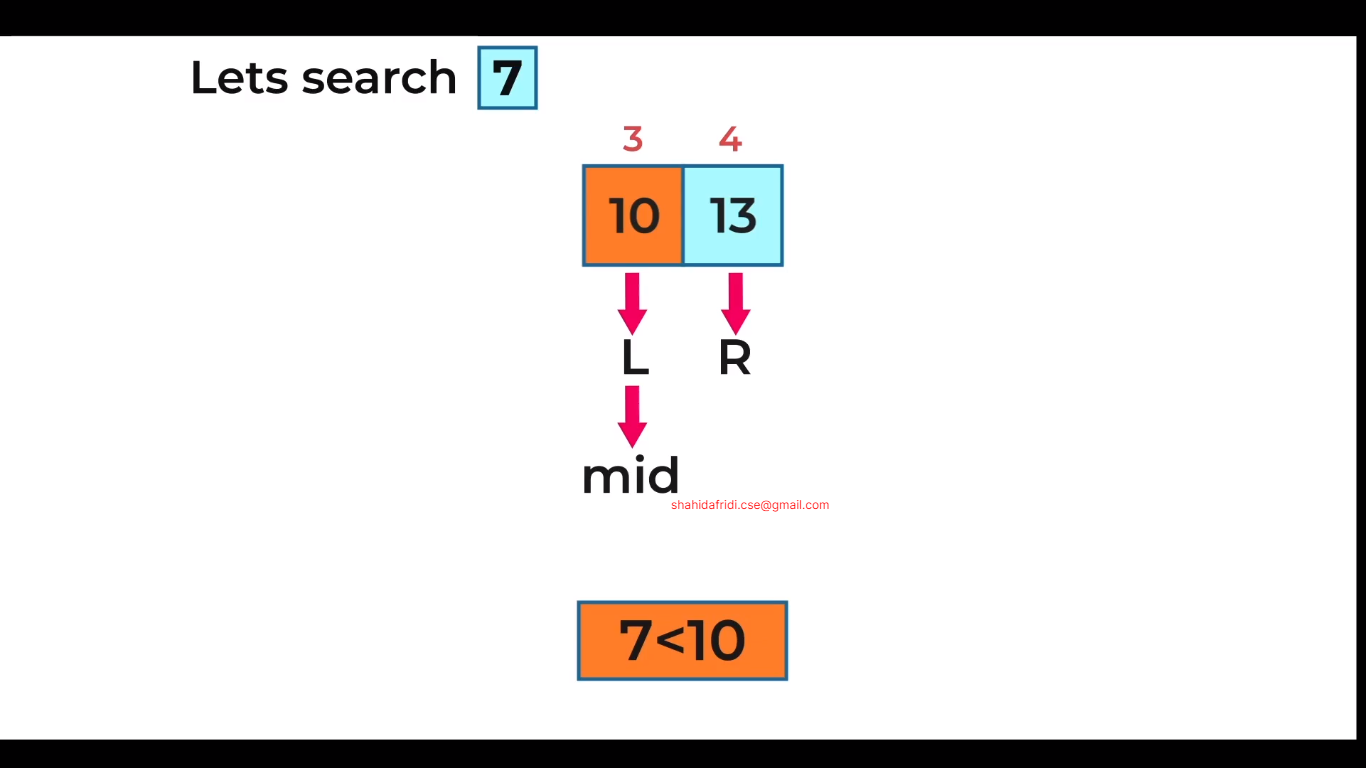 Lets search 7
3 4
10 13
L R
mid
shahidafridi.cse@gmail.com
7<10